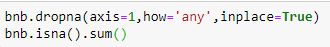 bnb.dropna(axis=1,how='any',inplace=True)
bnb.isna().sum()